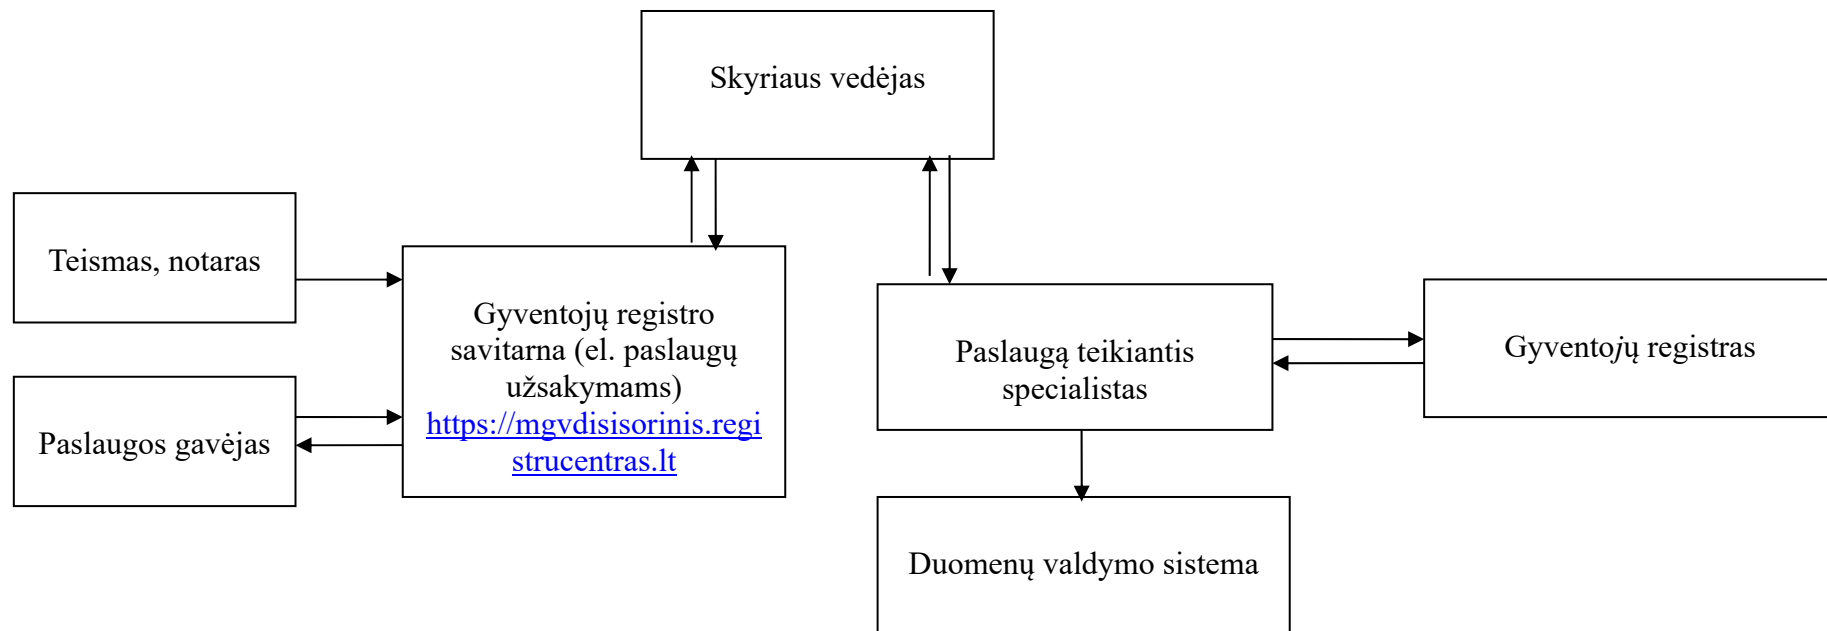 Skyriaus vedėjas
Teismas, notaras
Gyventojų registro
savitarna (el. paslaugų
užsakymams)
https://mgvdisisorinis.regi
strucentras.lt
Paslaugos gavėjas
Paslaugą teikiantis
specialistas
Gyventojų registras
Duomenų valdymo sistema